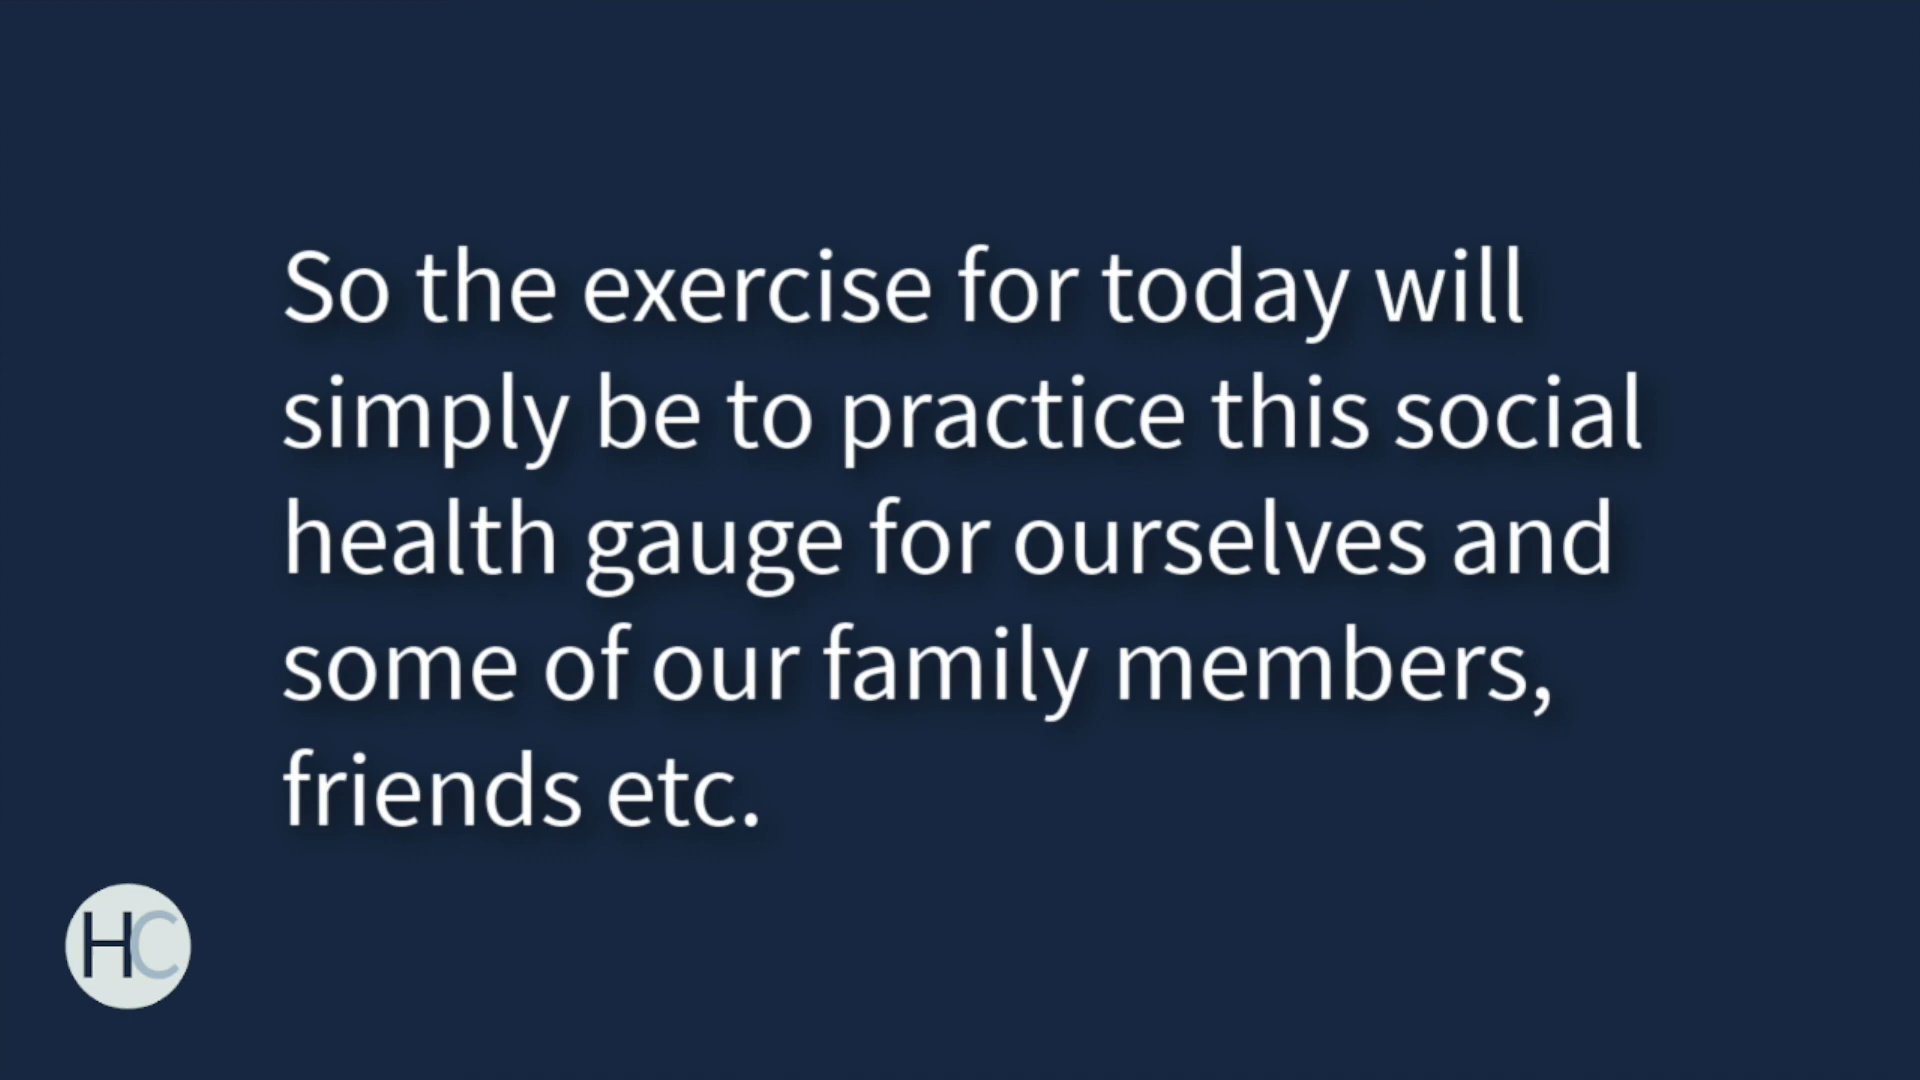 So the exercise for today will
simply be to practice this social
health gauge for ourselves and
some of our family members,
friends etc.
HC